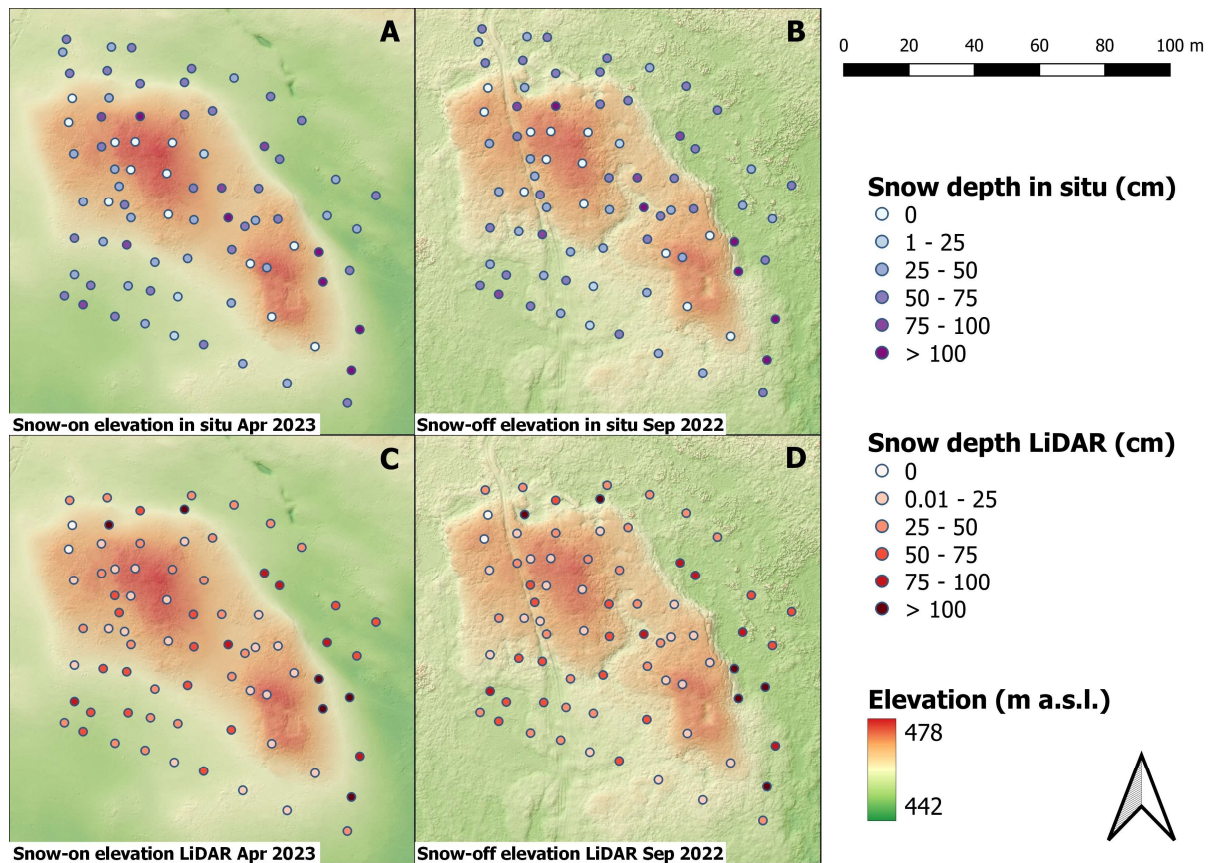 A
B
0 20 40 60 80 100 m
Snow depth in situ (cm)
0
1 - 25
25 - 50
50 - 75
75 - 100
> 100
Snow-on elevation in situ Apr 2023
Snow-off elevation in situ Sep 2022
C
D
Snow depth LiDAR (cm)
0
0.01 - 25
25 - 50
50 - 75
75 - 100
> 100
Elevation (m a.s.l.)
478
442
Snow-on elevation LiDAR Apr 2023
Snow-off elevation LiDAR Sep 2022